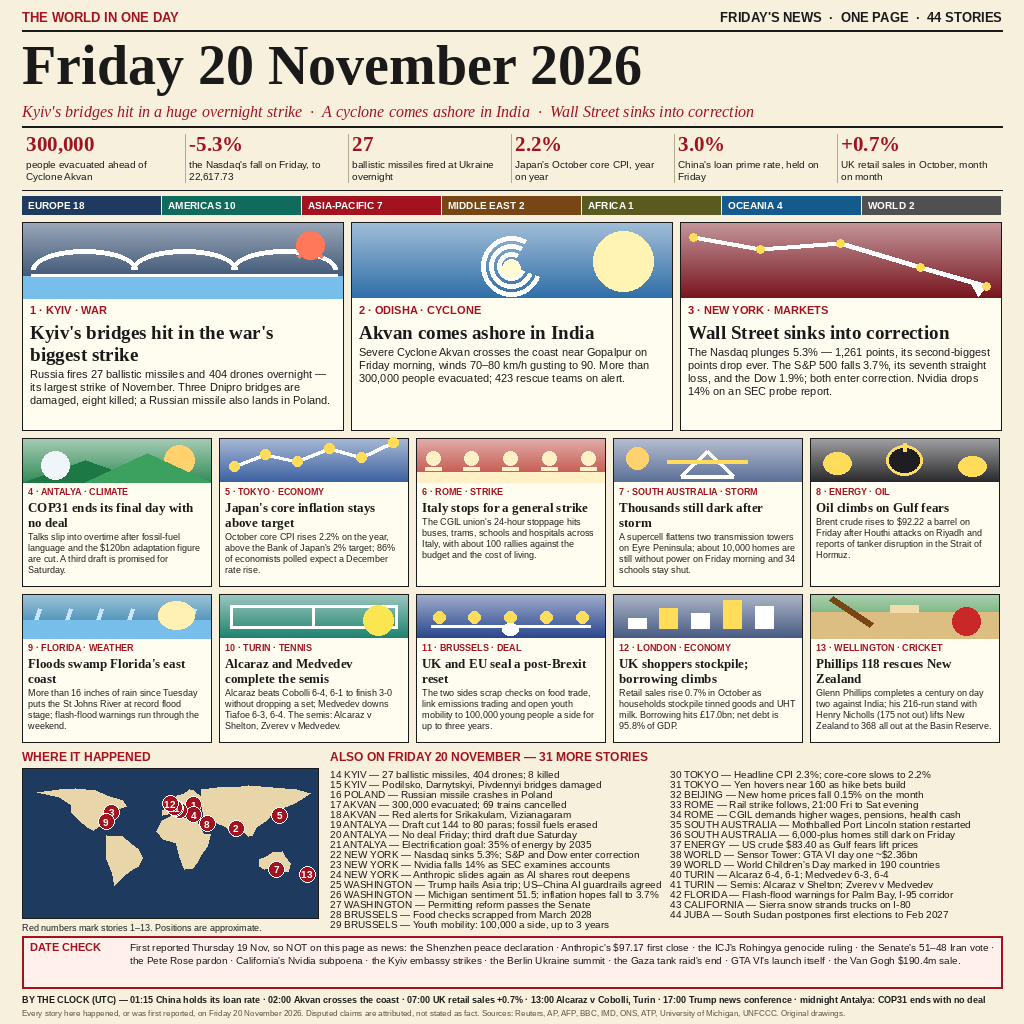 THE WORLD IN ONE DAY
FRIDAY'S NEWS · ONE PAGE · 44 STORIES
Friday 20 November 2026
Kyiv's bridges hit in a huge overnight strike · A cyclone comes ashore in India · Wall Street sinks into correction
300,000
people evacuated ahead of
Cyclone Akvan
-5.3%
the Nasdaq's fall on Friday, to
22,617.73
27
ballistic missiles fired at Ukraine
overnight
2.2%
Japan's October core CPI, year
on year
3.0%
China's loan prime rate, held on
Friday
+0.7%
UK retail sales in October, month
on month
EUROPE 18
AMERICAS 10
ASIA-PACIFIC 7
MIDDLE EAST 2
AFRICA 1
OCEANIA 4
WORLD 2
1 · KYIV · WAR
Kyiv's bridges hit in the war's
biggest strike
Russia fires 27 ballistic missiles and 404 drones overnight —
its largest strike of November. Three Dnipro bridges are
damaged, eight killed; a Russian missile also lands in Poland.
2 · ODISHA · CYCLONE
Akvan comes ashore in India
Severe Cyclone Akvan crosses the coast near Gopalpur on
Friday morning, winds 70–80 km/h gusting to 90. More than
300,000 people evacuated; 423 rescue teams on alert.
3 · NEW YORK · MARKETS
Wall Street sinks into correction
The Nasdaq plunges 5.3% — 1,261 points, its second-biggest
points drop ever. The S&P 500 falls 3.7%, its seventh straight
loss, and the Dow 1.9%; both enter correction. Nvidia drops
14% on an SEC probe report.
4 · ANTALYA · CLIMATE
COP31 ends its final day with
no deal
Talks slip into overtime after fossil-fuel
language and the $120bn adaptation figure
are cut. A third draft is promised for
Saturday.
5 · TOKYO · ECONOMY
Japan's core inflation stays
above target
October core CPI rises 2.2% on the year,
above the Bank of Japan's 2% target; 86%
of economists polled expect a December
rate rise.
6 · ROME · STRIKE
Italy stops for a general strike
The CGIL union's 24-hour stoppage hits
buses, trams, schools and hospitals across
Italy, with about 100 rallies against the
budget and the cost of living.
7 · SOUTH AUSTRALIA · STORM
Thousands still dark after
storm
A supercell flattens two transmission towers
on Eyre Peninsula; about 10,000 homes are
still without power on Friday morning and 34
schools stay shut.
8 · ENERGY · OIL
Oil climbs on Gulf fears
Brent crude rises to $92.22 a barrel on
Friday after Houthi attacks on Riyadh and
reports of tanker disruption in the Strait of
Hormuz.
9 · FLORIDA · WEATHER
Floods swamp Florida's east
coast
More than 16 inches of rain since Tuesday
puts the St Johns River at record flood
stage; flash-flood warnings run through the
weekend.
10 · TURIN · TENNIS
Alcaraz and Medvedev
complete the semis
Alcaraz beats Cobolli 6-4, 6-1 to finish 3-0
without dropping a set; Medvedev downs
Tiafoe 6-3, 6-4. The semis: Alcaraz v
Shelton, Zverev v Medvedev.
11 · BRUSSELS · DEAL
UK and EU seal a post-Brexit
reset
The two sides scrap checks on food trade,
link emissions trading and open youth
mobility to 100,000 young people a side for
up to three years.
12 · LONDON · ECONOMY
UK shoppers stockpile;
borrowing climbs
Retail sales rise 0.7% in October as
households stockpile tinned goods and UHT
milk. Borrowing hits £17.0bn; net debt is
95.8% of GDP.
13 · WELLINGTON · CRICKET
Phillips 118 rescues New
Zealand
Glenn Phillips completes a century on day
two against India; his 216-run stand with
Henry Nicholls (175 not out) lifts New
Zealand to 368 all out at the Basin Reserve.
WHERE IT HAPPENED
3
9
12
1
4
8
2
5
7
13
Red numbers mark stories 1–13. Positions are approximate.
ALSO ON FRIDAY 20 NOVEMBER — 31 MORE STORIES
14 KYIV — 27 ballistic missiles, 404 drones; 8 killed
15 KYIV — Podilsko, Darnytskyi, Pivdennyi bridges damaged
16 POLAND — Russian missile crashes in Poland
17 AKVAN — 300,000 evacuated; 69 trains cancelled
18 AKVAN — Red alerts for Srikakulam, Vizianagaram
19 ANTALYA — Draft cut 144 to 80 paras; fossil fuels erased
20 ANTALYA — No deal Friday; third draft due Saturday
21 ANTALYA — Electrification goal: 35% of energy by 2035
22 NEW YORK — Nasdaq sinks 5.3%; S&P and Dow enter correction
23 NEW YORK — Nvidia falls 14% as SEC examines accounts
24 NEW YORK — Anthropic slides again as AI shares rout deepens
25 WASHINGTON — Trump hails Asia trip; US–China AI guardrails agreed
26 WASHINGTON — Michigan sentiment 51.5; inflation hopes fall to 3.7%
27 WASHINGTON — Permitting reform passes the Senate
28 BRUSSELS — Food checks scrapped from March 2028
29 BRUSSELS — Youth mobility: 100,000 a side, up to 3 years
30 TOKYO — Headline CPI 2.3%; core-core slows to 2.2%
31 TOKYO — Yen hovers near 160 as hike bets build
32 BEIJING — New home prices fall 0.15% on the month
33 ROME — Rail strike follows, 21:00 Fri to Sat evening
34 ROME — CGIL demands higher wages, pensions, health cash
35 SOUTH AUSTRALIA — Mothballed Port Lincoln station restarted
36 SOUTH AUSTRALIA — 6,000-plus homes still dark on Friday
37 ENERGY — US crude $83.40 as Gulf fears lift prices
38 WORLD — Sensor Tower: GTA VI day one ~$2.36bn
39 WORLD — World Children's Day marked in 190 countries
40 TURIN — Alcaraz 6-4, 6-1; Medvedev 6-3, 6-4
41 TURIN — Semis: Alcaraz v Shelton; Zverev v Medvedev
42 FLORIDA — Flash-flood warnings for Palm Bay, I-95 corridor
43 CALIFORNIA — Sierra snow strands trucks on I-80
44 JUBA — South Sudan postpones first elections to Feb 2027
DATE CHECK
First reported Thursday 19 Nov, so NOT on this page as news: the Shenzhen peace declaration · Anthropic's $97.17 first close · the ICJ's Rohingya genocide ruling · the Senate's 51–48 Iran vote ·
the Pete Rose pardon · California's Nvidia subpoena · the Kyiv embassy strikes · the Berlin Ukraine summit · the Gaza tank raid's end · GTA VI's launch itself · the Van Gogh $190.4m sale.
BY THE CLOCK (UTC) — 01:15 China holds its loan rate · 02:00 Akvan crosses the coast · 07:00 UK retail sales +0.7% · 13:00 Alcaraz v Cobolli, Turin · 17:00 Trump news conference · midnight Antalya: COP31 ends with no deal
Every story here happened, or was first reported, on Friday 20 November 2026. Disputed claims are attributed, not stated as fact. Sources: Reuters, AP, AFP, BBC, IMD, ONS, ATP, University of Michigan, UNFCCC. Original drawings.